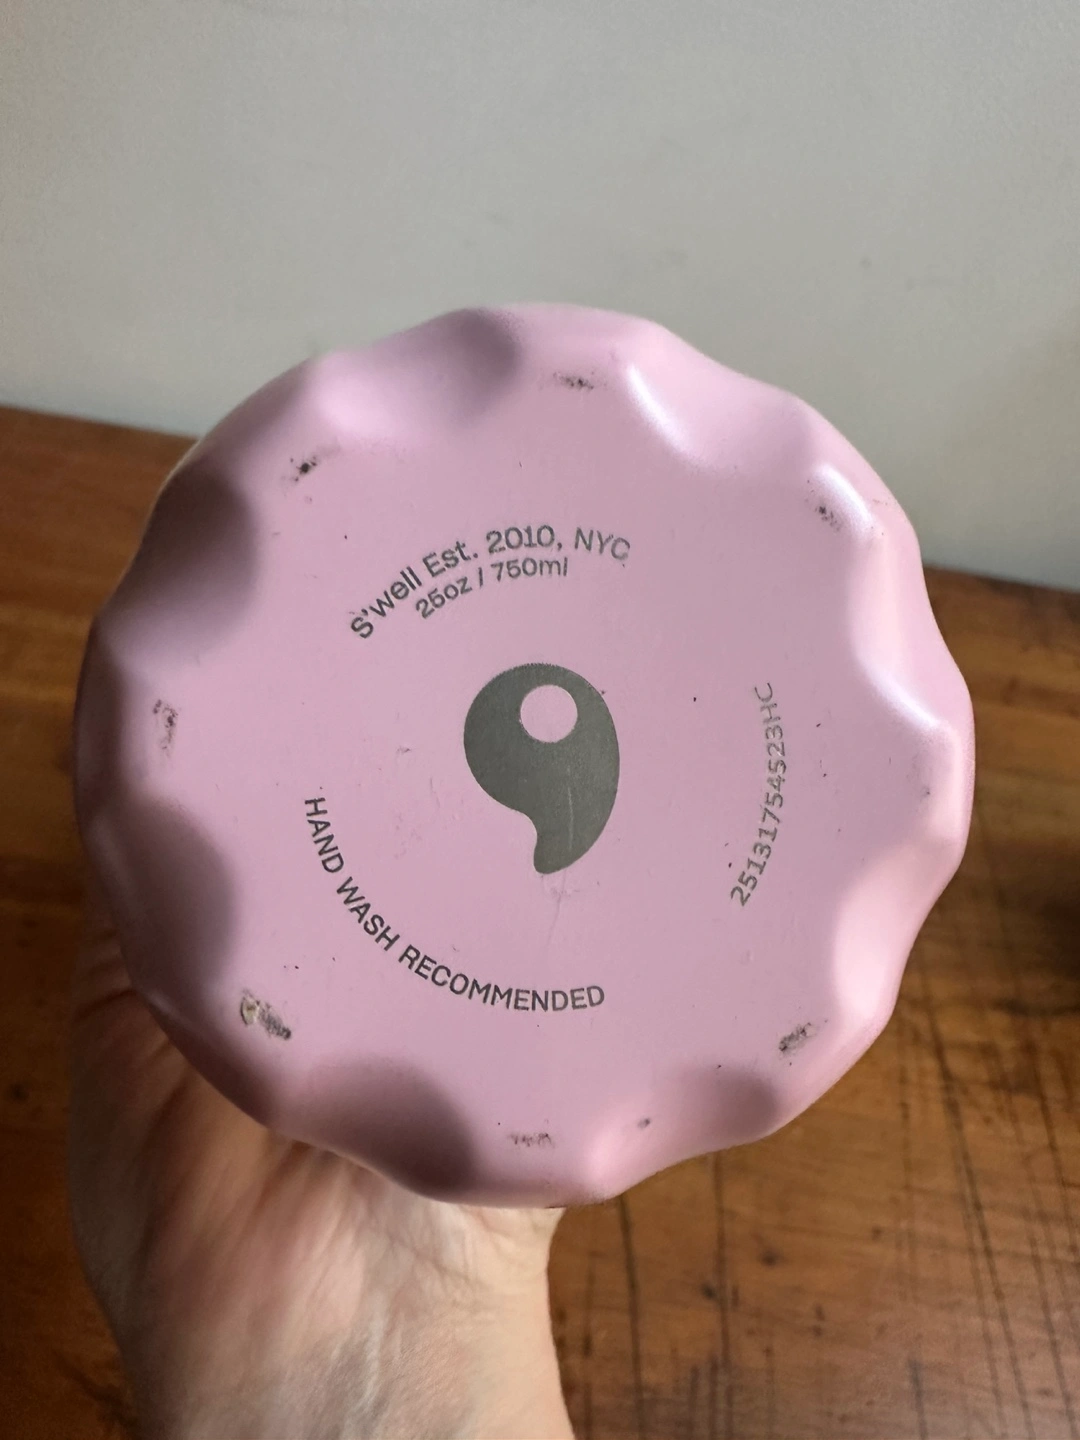 S'well Est. 2010, NYC
25oz / 750ml
HAND WASH RECOMMENDED
25131754523HC